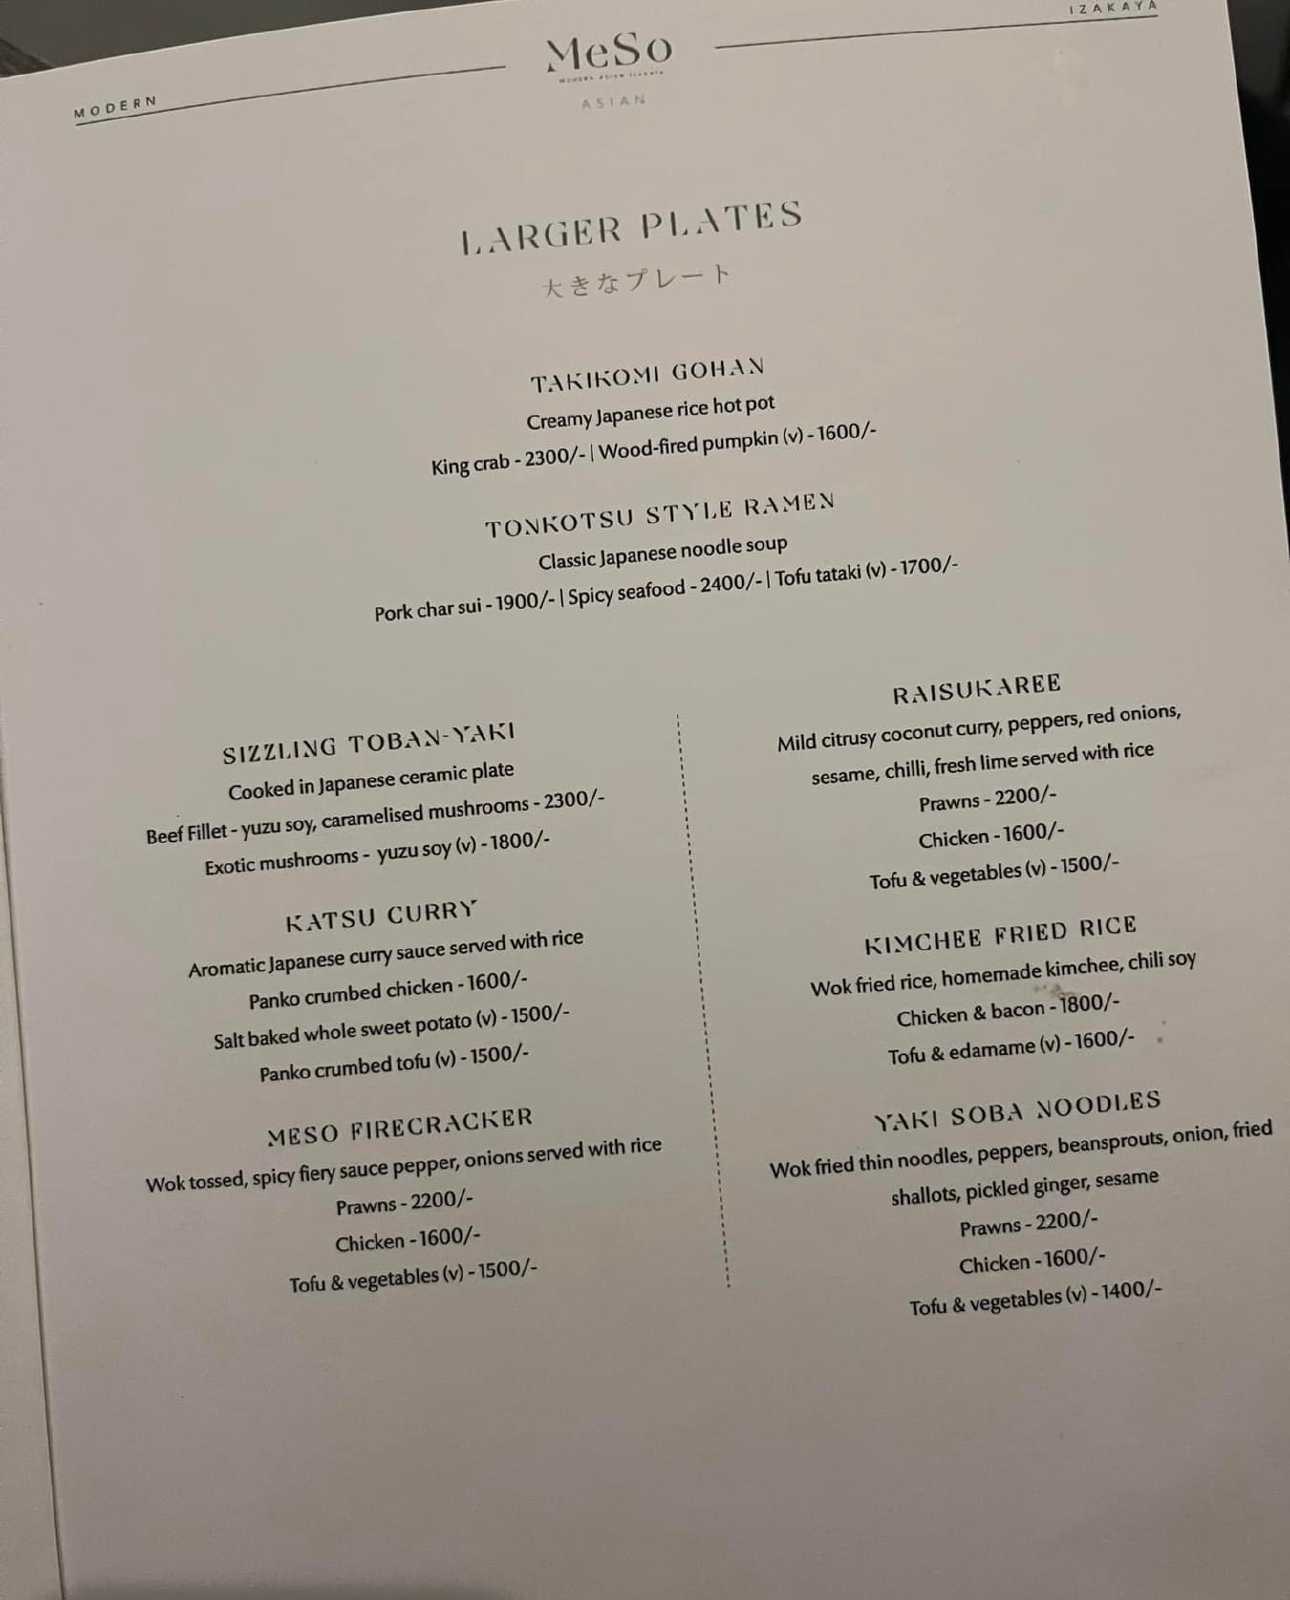 MODERN
MeSo
MODERN ASIAN IZAKAYA
ASIAN
IZAKAYA
LARGER PLATES
大きなプレート
TAKIKOMI GOHAN
Creamy Japanese rice hot pot
King crab - 2300/- | Wood-fired pumpkin (v) - 1600/-
TONKOTSU STYLE RAMEN
Classic Japanese noodle soup
Pork char sui - 1900/- | Spicy seafood - 2400/- | Tofu tataki (v) - 1700/-
SIZZLING TOBAN-YAKI
Cooked in Japanese ceramic plate
Beef Fillet - yuzu soy, caramelised mushrooms - 2300/-
Exotic mushrooms - yuzu soy (v) - 1800/-
KATSU CURRY
Aromatic Japanese curry sauce served with rice
Panko crumbed chicken - 1600/-
Salt baked whole sweet potato (v) - 1500/-
Panko crumbed tofu (v) - 1500/-
MESO FIRECRACKER
Wok tossed, spicy fiery sauce pepper, onions served with rice
Prawns - 2200/-
Chicken - 1600/-
Tofu & vegetables (v) - 1500/-
RAISUKAREE
Mild citrusy coconut curry, peppers, red onions,
sesame, chilli, fresh lime served with rice
Prawns - 2200/-
Chicken - 1600/-
Tofu & vegetables (v) - 1500/-
KIMCHEE FRIED RICE
Wok fried rice, homemade kimchee, chili soy
Chicken & bacon - 1800/-
Tofu & edamame (v) - 1600/-
YAKI SOBA NOODLES
Wok fried thin noodles, peppers, beansprouts, onion, fried
shallots, pickled ginger, sesame
Prawns - 2200/-
Chicken - 1600/-
Tofu & vegetables (v) - 1400/-